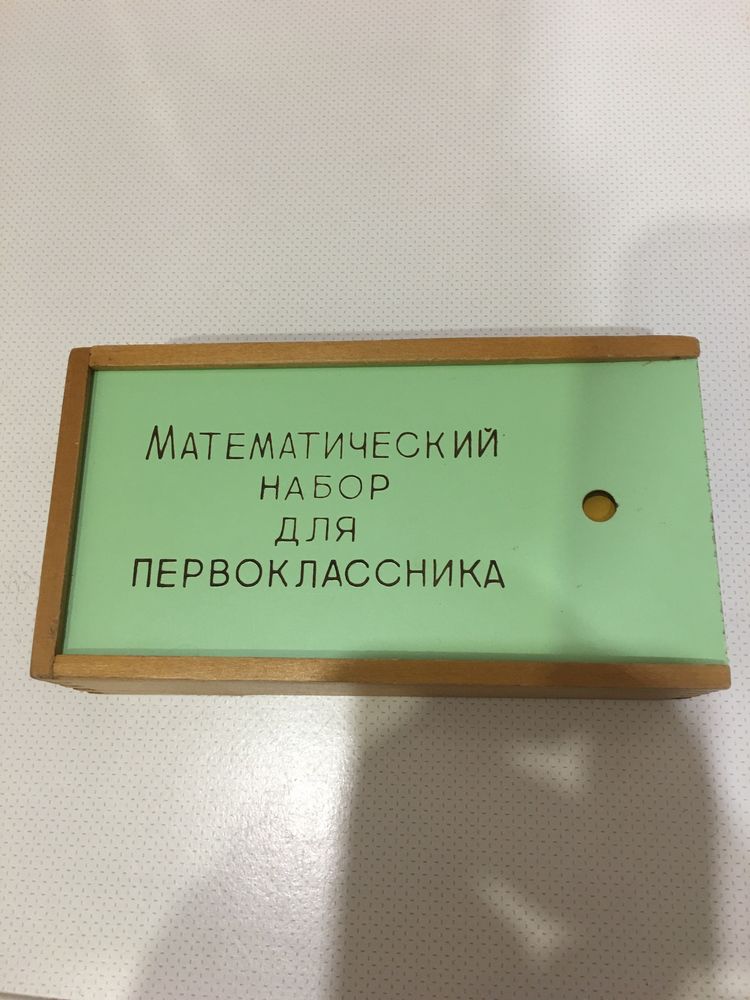 Математический
набор
для
первоклассника